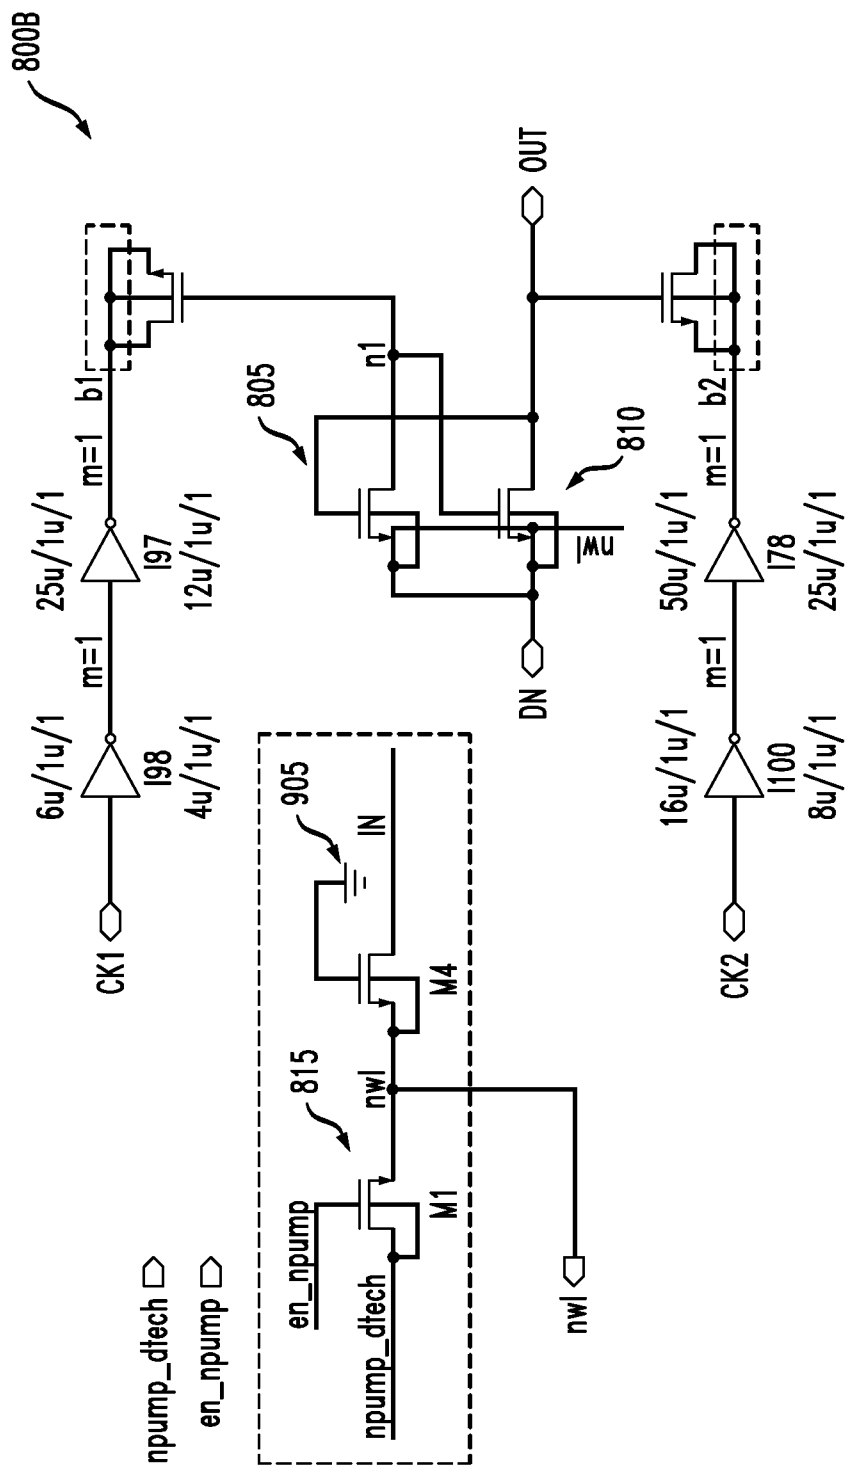 800B
CK1
6u/1u/1
I98
4u/1u/1
m=1
25u/1u/1
I97
12u/1u/1
m=1
b1
npump_dtech
en_npump
en_npump
npump_dtech
M1
815
nwl
M4
905
IN
nwl
DN
nwl
805
n1
810
OUT
CK2
16u/1u/1
I100
8u/1u/1
m=1
50u/1u/1
I78
25u/1u/1
m=1
b2